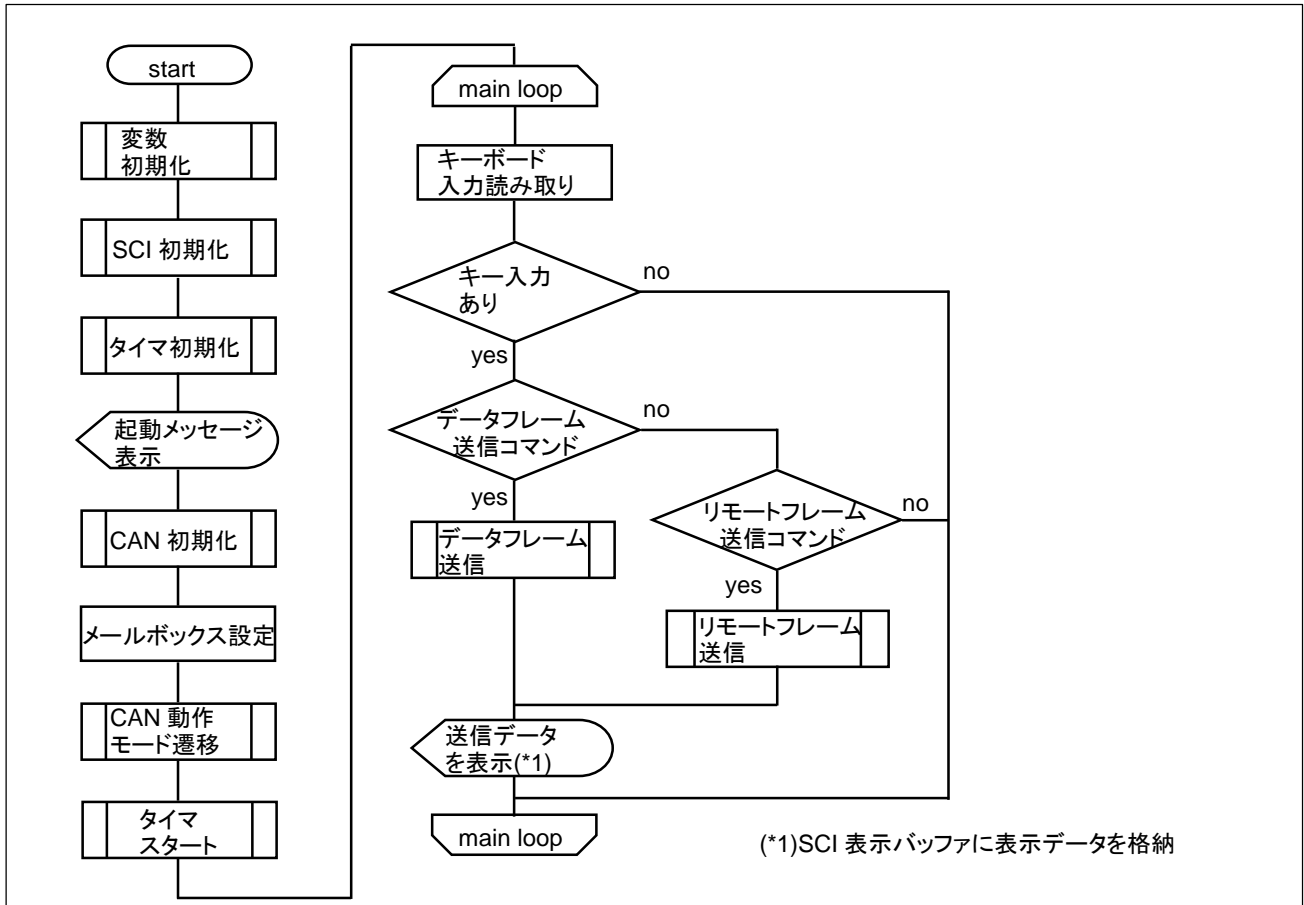 start
変数
初期化
SCI 初期化
タイマ初期化
起動メッセージ
表示
CAN 初期化
メールボックス設定
CAN 動作
モード遷移
タイマ
スタート
main loop
キーボード
入力読み取り
キー入力
あり
no
yes
データフレーム
送信コマンド
no
yes
データフレーム
送信
リモートフレーム
送信コマンド
no
yes
リモートフレーム
送信
送信データ
を表示(*1)
main loop
(*1)SCI 表示バッファに表示データを格納